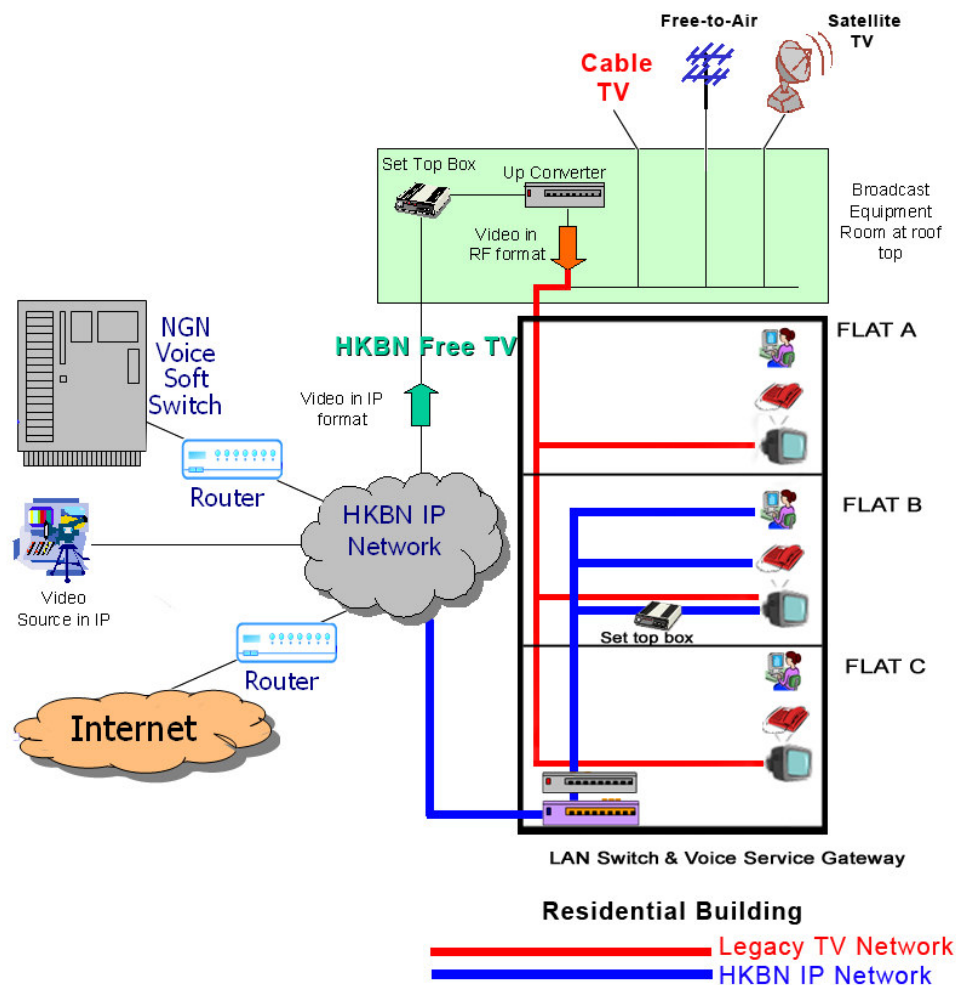 Free-to-Air
Satellite
TV
Cable
TV
Set Top Box
Up Converter
Video in
RF format
Broadcast
Equipment
Room at roof
top
NGN
Voice
Soft
Switch
HKBN Free TV
Video in IP
format
Router
HKBN IP
Network
Video
Source in IP
Router
Internet
FLAT A
FLAT B
Set top box
FLAT C
LAN Switch & Voice Service Gateway
Residential Building
Legacy TV Network
HKBN IP Network